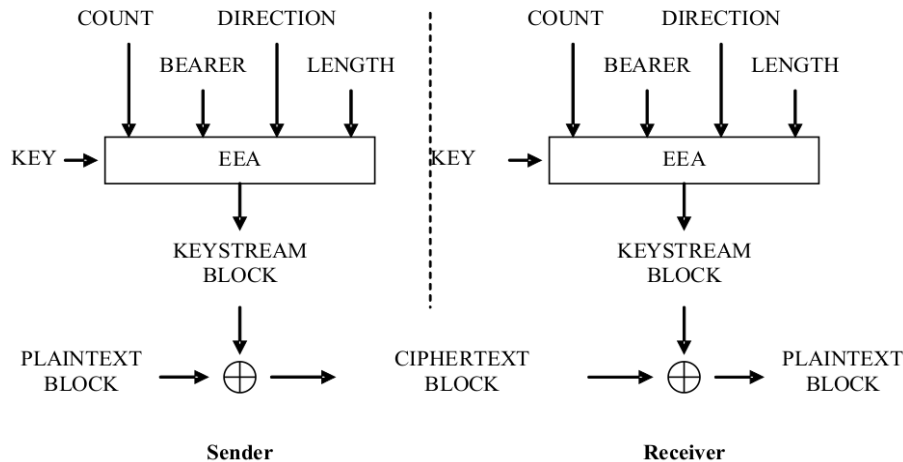 COUNT DIRECTION COUNT DIRECTION
BEARER LENGTH BEARER LENGTH
KEY EEA KEY EEA
KEYSTREAM BLOCK KEYSTREAM BLOCK
PLAINTEXT BLOCK CIPHERTEXT BLOCK PLAINTEXT BLOCK
Sender Receiver